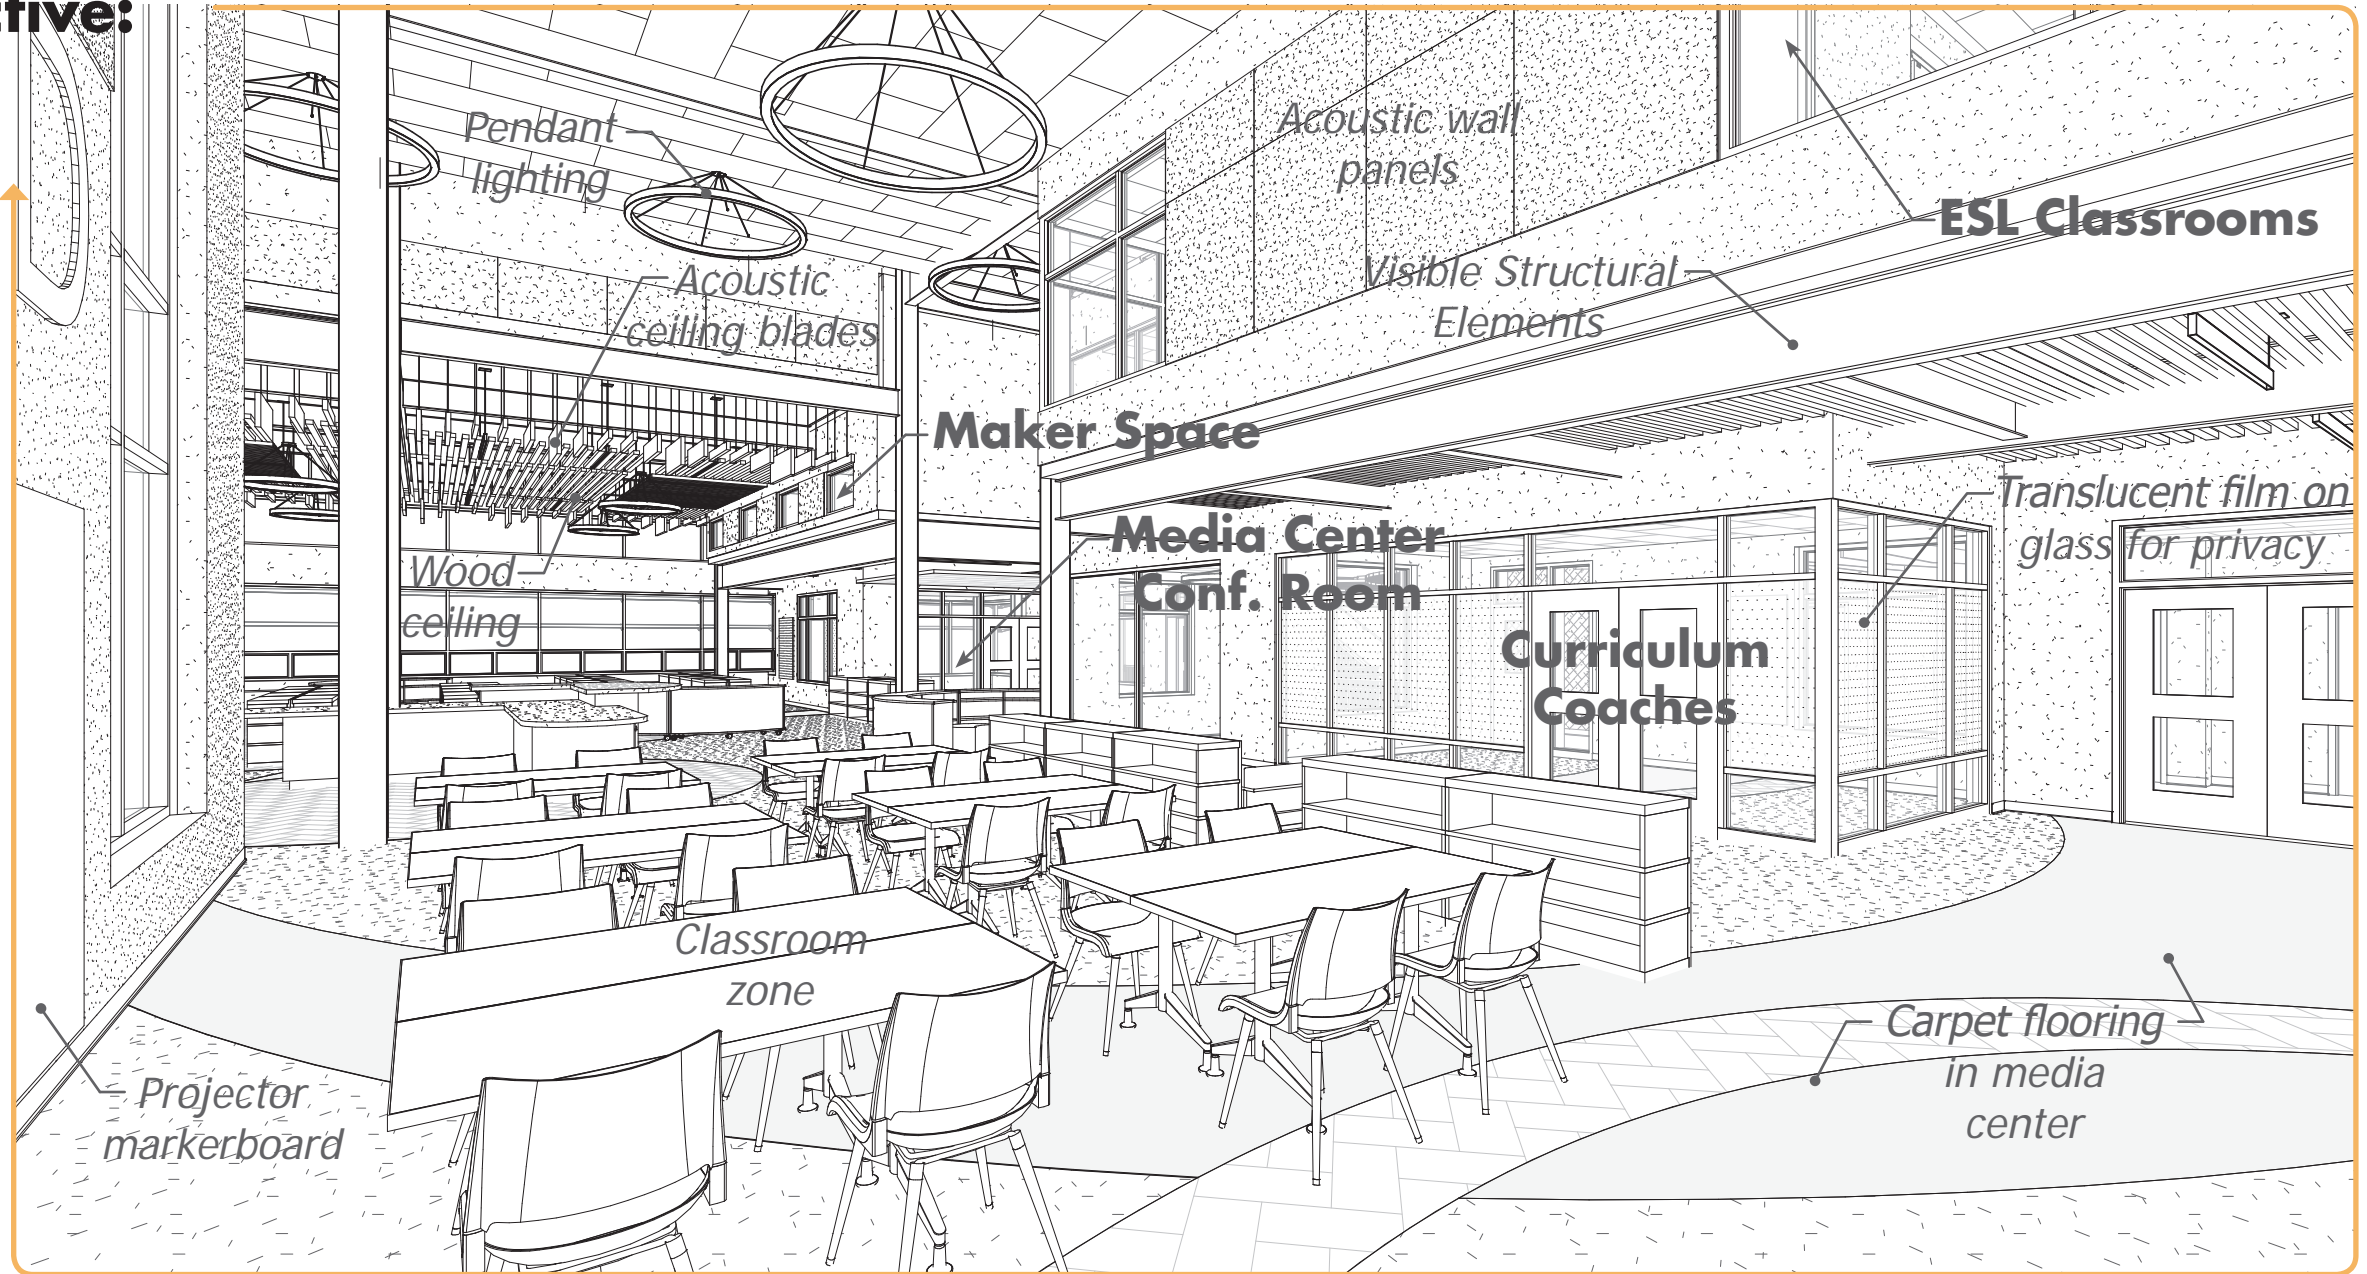 Pendant
lighting
Acoustic
ceiling blades
Acoustic wall
panels
ESL Classrooms
Visible Structural
Elements
Maker Space
Media Center
Conf. Room
Translucent film on
glass for privacy
Wood
ceiling
Curriculum
Coaches
Classroom
zone
Carpet flooring
in media
center
Projector
markerboard